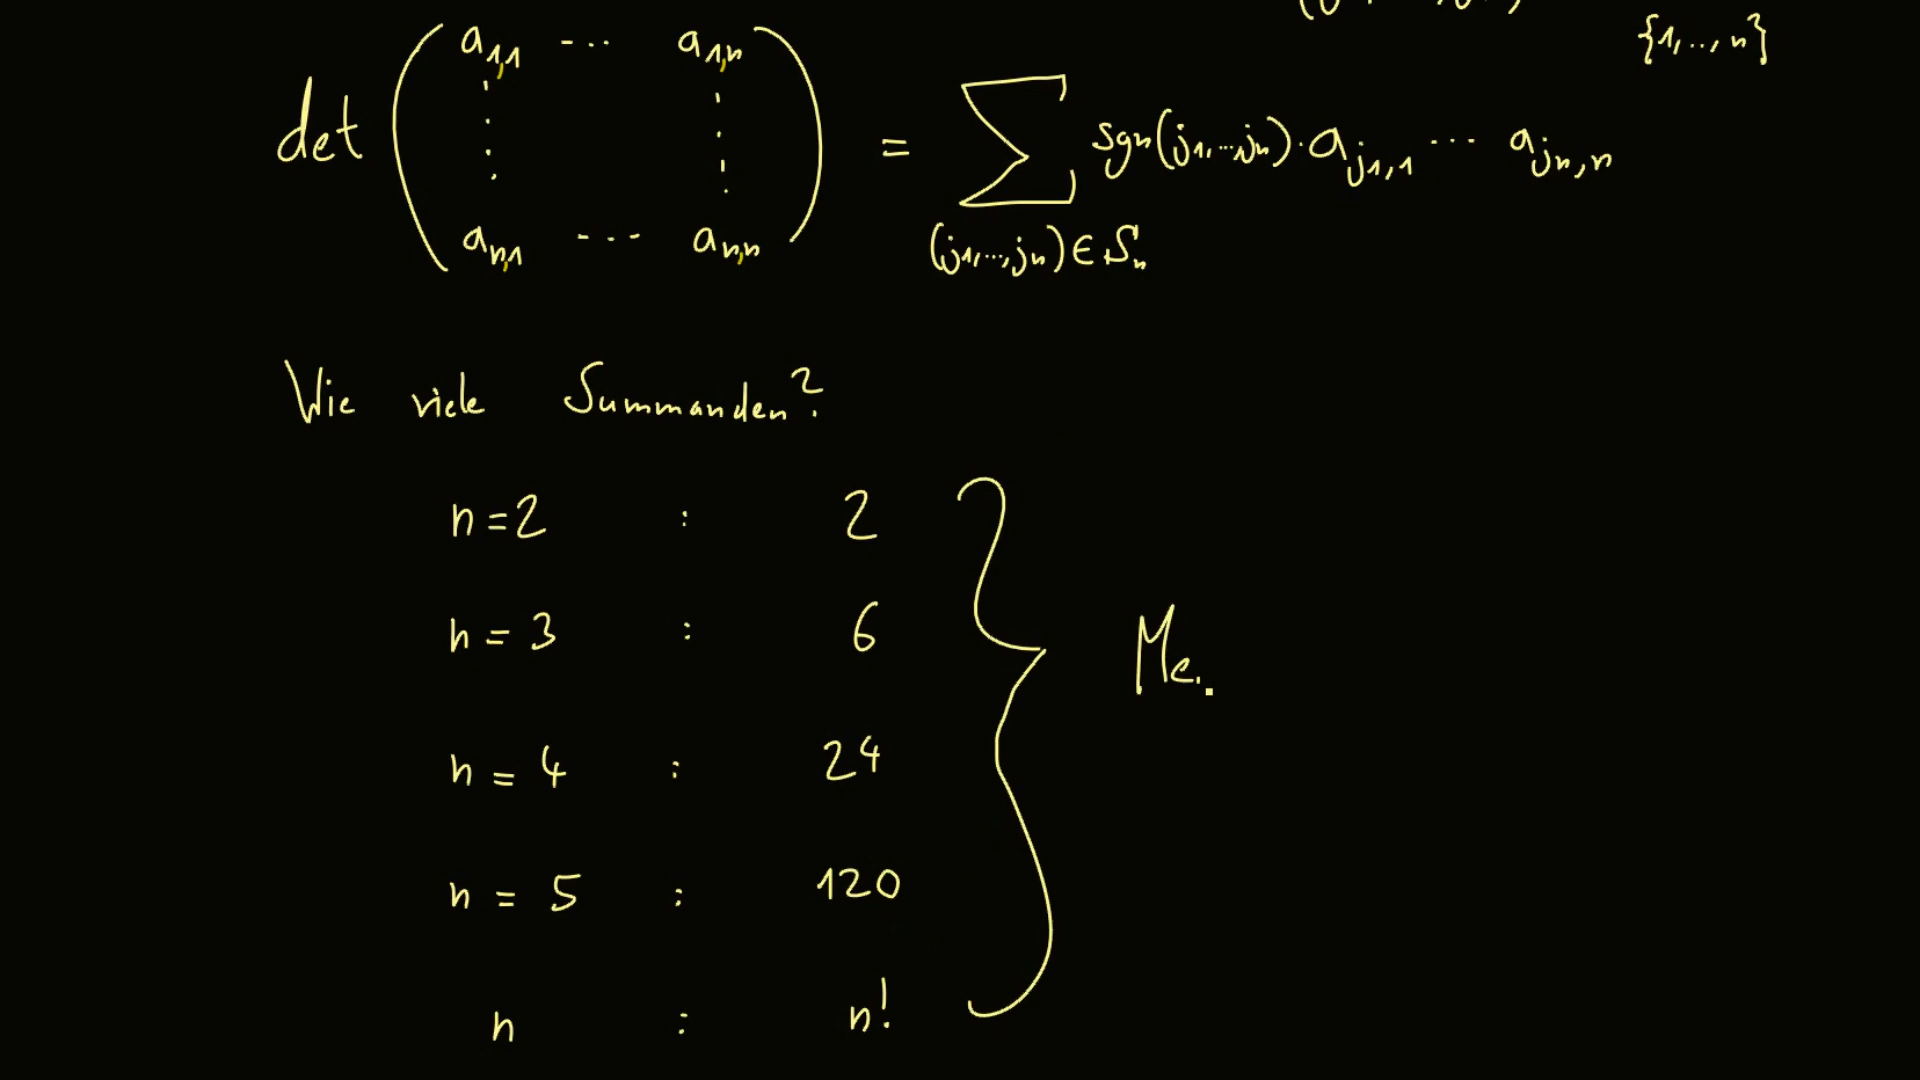 {1,..,n}
det ( a1,1 --·· a1,n ⋮ ⋮ an,1 --- an,n ) = ∑ sgn(j1,...,jn)·aj1,1 ··· ajn,n
(j1,...,jn)∈Sn
Wie viele Summanden?
n=2 : 2
n = 3 : 6
n = 4 : 24
n = 5 : 120
n : n!